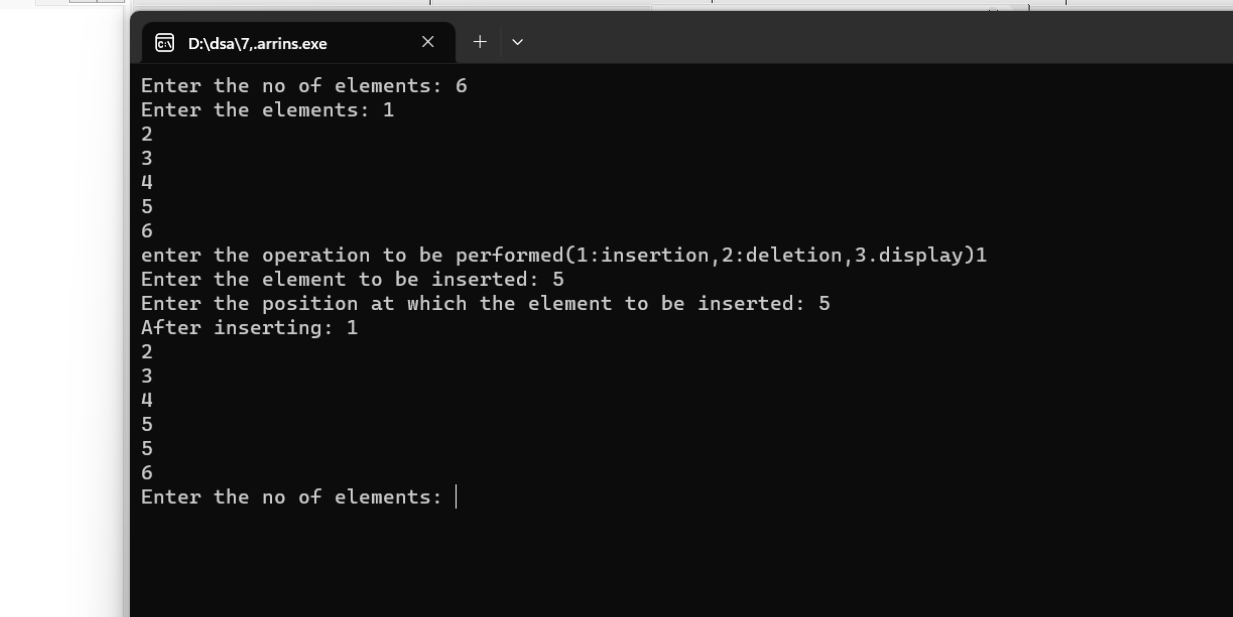 D:\dsa\7,.arrins.exe
Enter the no of elements: 6
Enter the elements: 1
2
3
4
5
6
enter the operation to be performed(1:insertion,2:deletion,3.display)1
Enter the element to be inserted: 5
Enter the position at which the element to be inserted: 5
After inserting: 1
2
3
4
5
5
6
Enter the no of elements: